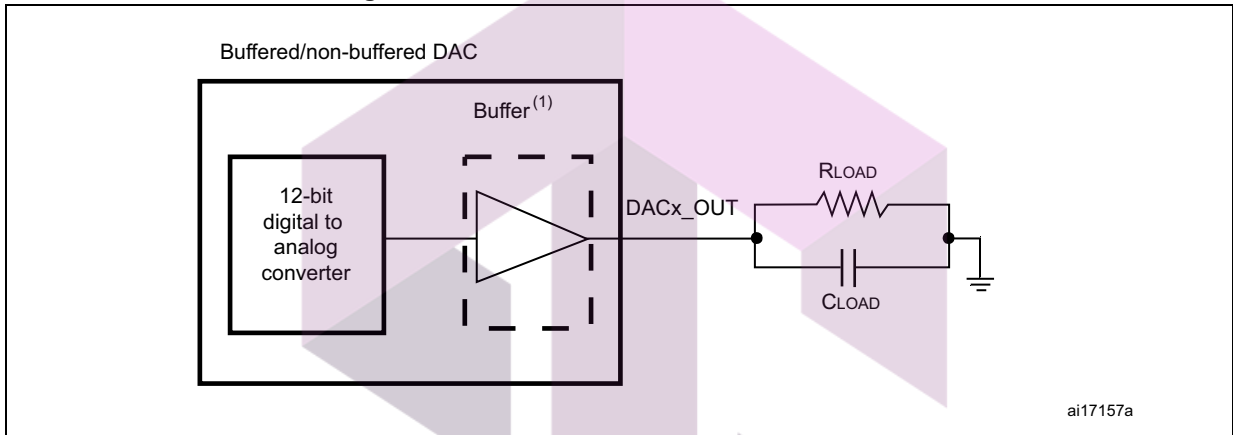 Buffered/non-buffered DAC
Buffer(1)
12-bit
digital to
analog
converter
DACx_OUT
RLOAD
CLOAD
ai17157a